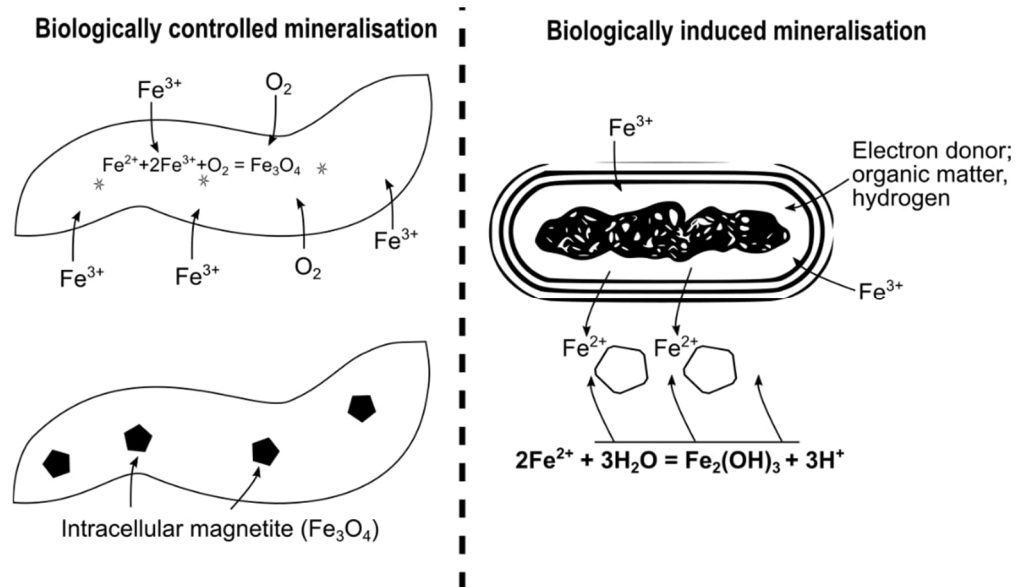 Biologically controlled mineralisation
Fe³⁺
O₂
Fe²⁺+2Fe³⁺+O₂ = Fe₃O₄
Fe³⁺
Fe³⁺
O₂
Fe³⁺
Intracellular magnetite (Fe₃O₄)
Biologically induced mineralisation
Fe³⁺
Electron donor;
organic matter,
hydrogen
Fe³⁺
Fe²⁺
Fe²⁺
2Fe²⁺ + 3H₂O = Fe₂(OH)₃ + 3H⁺